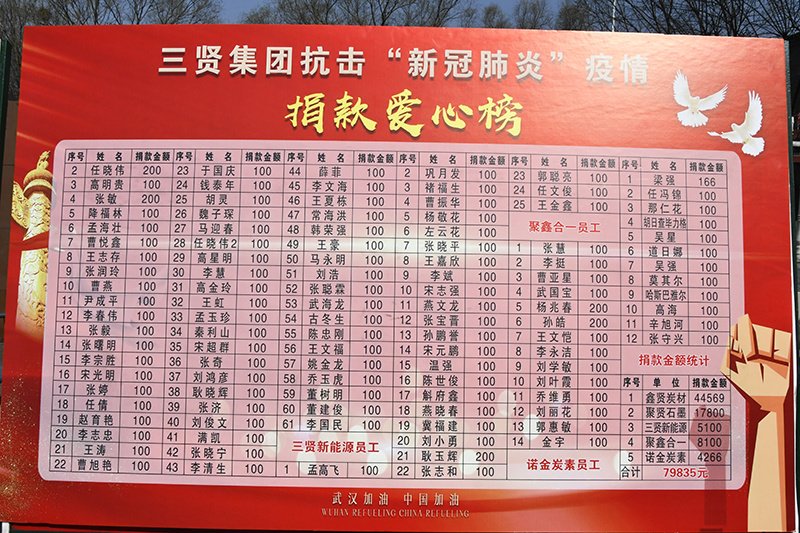 三贤集团抗击“新冠肺炎”疫情
捐款爱心榜
序号 姓名 捐款金额 序号 姓名 捐款金额 序号 姓名 捐款金额 序号 姓名 捐款金额 序号 姓名 捐款金额 序号 姓名 捐款金额
2 任晓伟 200 23 于国庆 100 44 薛菲 100 2 巩月发 100 23 郭聪亮 100 1 梁强 166
3 高明贵 100 24 钱泰年 100 45 李文海 100 3 褚福生 100 24 任文俊 100 2 任冯锦 100
4 张敏 200 25 胡灵 100 46 王夏栋 100 4 曹振华 100 25 王金鑫 100 3 那仁花 100
5 降福林 100 26 魏子琛 100 47 常海洪 100 5 杨敬花 100 聚鑫合一员工 4 胡日查毕力格 100
6 孟海壮 100 27 马迎春 100 48 韩荣强 100 6 左云花 100 5 吴星 100
7 曹悦鑫 100 28 任晓伟2 100 49 王豪 100 7 张晓平 100 1 张慧 100 6 道日娜 100
8 王志存 100 29 高星明 100 50 马永明 100 8 王嘉欣 100 2 李挺 100 7 吴强 100
9 张润玲 100 30 李慧 100 51 刘浩 100 9 李斌 100 3 曹亚星 100 8 莫其尔 100
10 曹燕 100 31 高金玲 100 52 张聪霖 100 10 宋志强 100 4 武国宝 100 9 哈斯巴雅尔 100
11 尹成平 100 32 王虹 100 53 武海龙 100 11 燕文龙 100 5 杨兆春 200 10 高海 100
12 李春伟 100 33 孟玉珍 100 54 古冬生 100 12 张宝晋 100 6 孙皓 200 11 辛旭河 100
13 张毅 100 34 秦利山 100 55 陈忠刚 100 13 孙鹏誉 100 7 王文悦 100 12 张守兴 100
14 张曙明 100 35 宋超群 100 56 王文福 100 14 宋元鹏 100 8 李永洁 100 捐款金额统计
15 李宗胜 100 36 张奇 100 57 姚金龙 100 15 温强 100 9 刘学敏 100
16 宋光明 100 37 刘鸿彦 100 58 乔玉虎 100 16 陈世俊 100 10 刘叶霞 100 序号 单位 捐款金额
17 张婷 100 38 耿晓辉 100 59 董树明 100 17 斛府鑫 100 11 乔维勇 100 1 鑫贤炭材 44569
18 任倩 100 39 张济 100 60 董建俊 100 18 燕晓春 100 12 刘丽花 100 2 聚贤石墨 17800
19 赵育艳 100 40 刘俊文 100 61 李国民 100 19 冀福建 100 13 郭惠敏 100 3 三贤新能源 5100
20 李志忠 100 41 满凯 100 三贤新能源员工 20 刘小勇 100 14 金宇 100 4 聚鑫合一 8100
21 王涛 100 42 张晓宁 100 21 耿玉辉 200 诺金炭素员工 5 诺金炭素 4266
22 曹旭艳 100 43 李清生 100 1 孟高飞 100 22 张志和 100 合计 79835元
武汉加油 中国加油
WUHAN REFUELING CHINA REFUELING